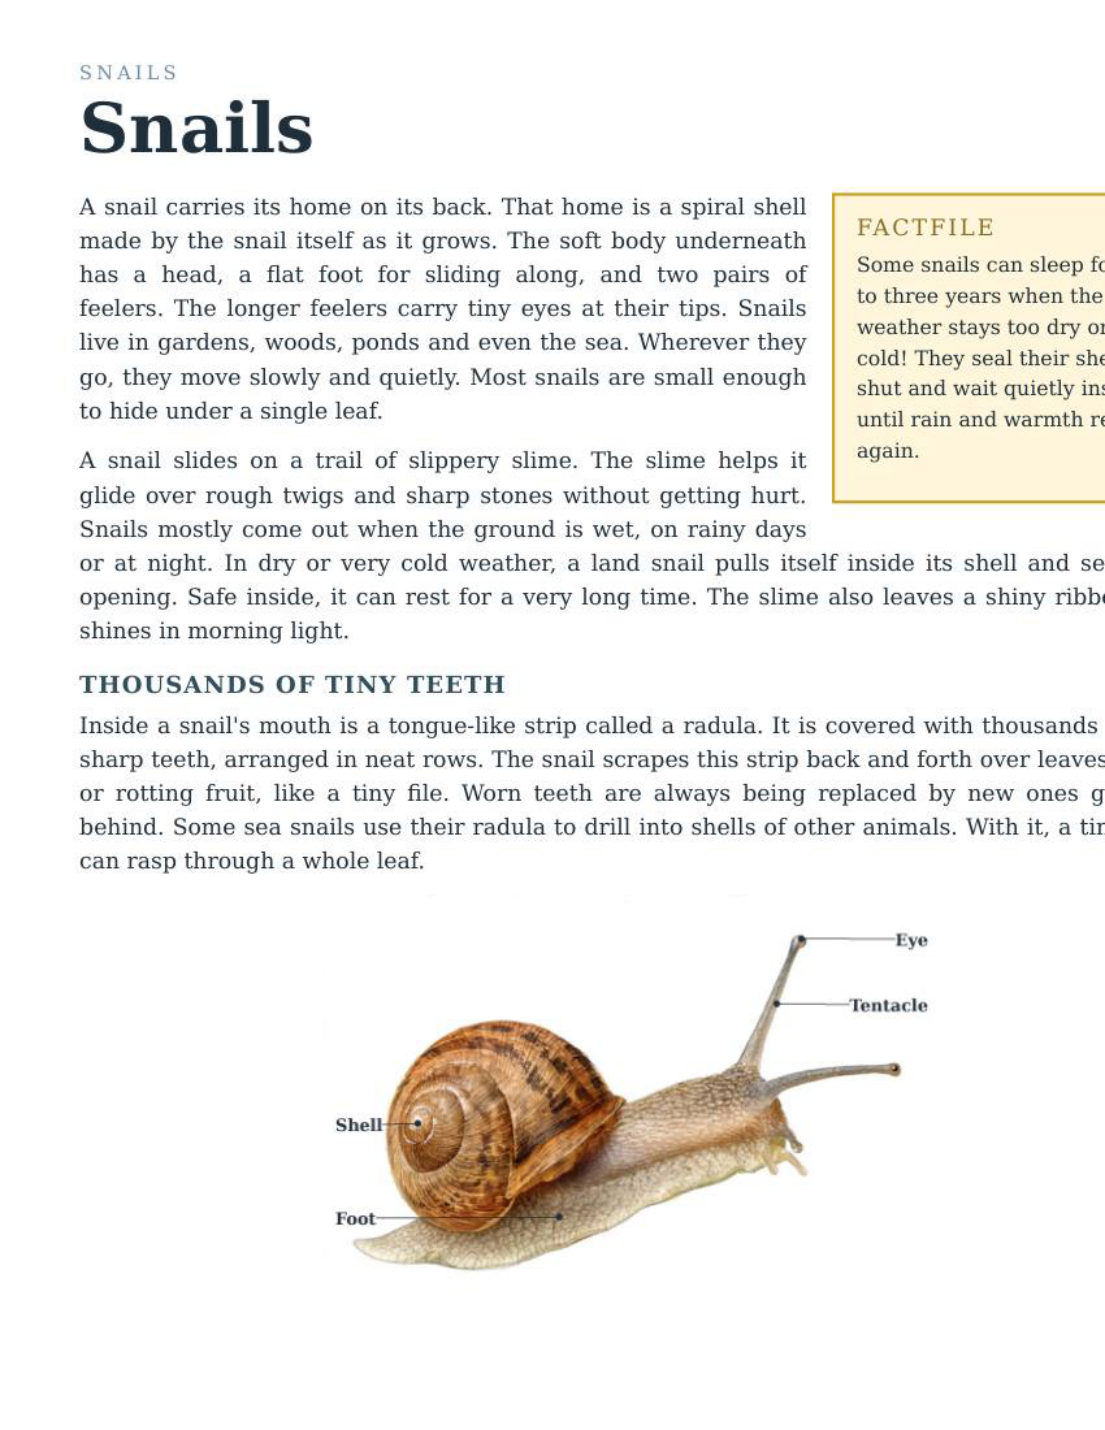 SNAILS
Snails
A snail carries its home on its back. That home is a spiral shell
made by the snail itself as it grows. The soft body underneath
has a head, a flat foot for sliding along, and two pairs of
feelers. The longer feelers carry tiny eyes at their tips. Snails
live in gardens, woods, ponds and even the sea. Wherever they
go, they move slowly and quietly. Most snails are small enough
to hide under a single leaf.
A snail slides on a trail of slippery slime. The slime helps it
glide over rough twigs and sharp stones without getting hurt.
Snails mostly come out when the ground is wet, on rainy days
or at night. In dry or very cold weather, a land snail pulls itself inside its shell and
opening. Safe inside, it can rest for a very long time. The slime also leaves a shiny
shines in morning light.
FACTFILE
Some snails can sleep
to three years when the
weather stays too dry
cold! They seal their
shut and wait quietly
until rain and warmth
again.
THOUSANDS OF TINY TEETH
Inside a snail's mouth is a tongue-like strip called a radula. It is covered with thousands
sharp teeth, arranged in neat rows. The snail scrapes this strip back and forth over leaves
or rotting fruit, like a tiny file. Worn teeth are always being replaced by new ones
behind. Some sea snails use their radula to drill into shells of other animals. With it, a
can rasp through a whole leaf.
Eye
Tentacle
Shell
Foot